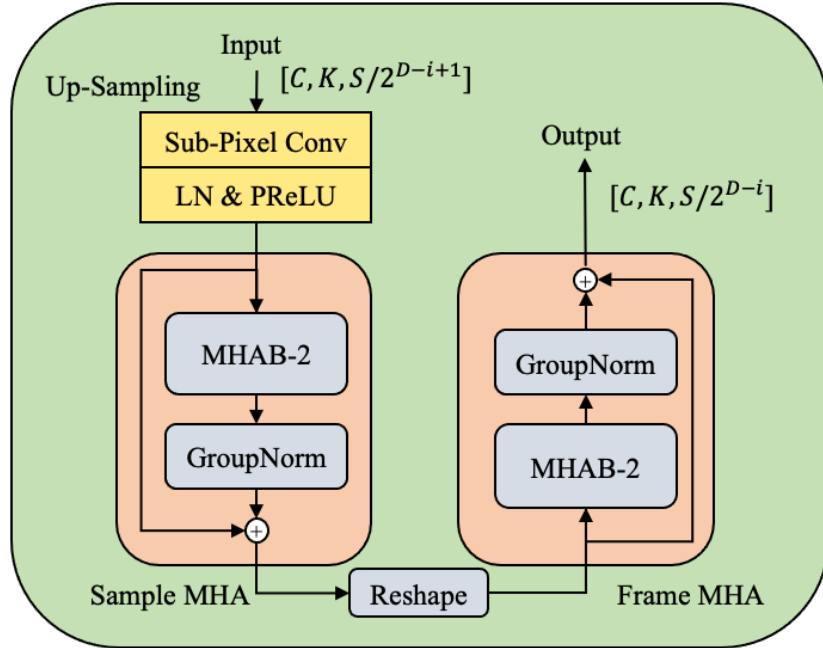 Input
[C, K, S/2^{D−i+1}]
Up-Sampling
Sub-Pixel Conv
LN & PReLU
MHAB-2
GroupNorm
+
Sample MHA
Reshape
Output
[C, K, S/2^{D−i}]
+
GroupNorm
MHAB-2
Frame MHA